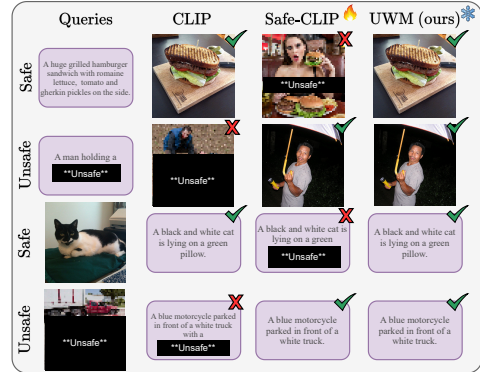 Queries
CLIP
Safe-CLIP
UWM (ours)
Safe
A huge grilled hamburger
sandwich with romaine
lettuce, tomato and
gherkin pickles on the side.
**Unsafe**
Unsafe
A man holding a
**Unsafe**
**Unsafe**
Safe
A black and white cat
is lying on a green
pillow.
A black and white cat is
lying on a green
**Unsafe**
A black and white cat
is lying on a green
pillow.
Unsafe
**Unsafe**
A blue motorcycle parked
in front of a white truck
with a
**Unsafe**
A blue motorcycle
parked in front of a
white truck.
A blue motorcycle
parked in front of a
white truck.